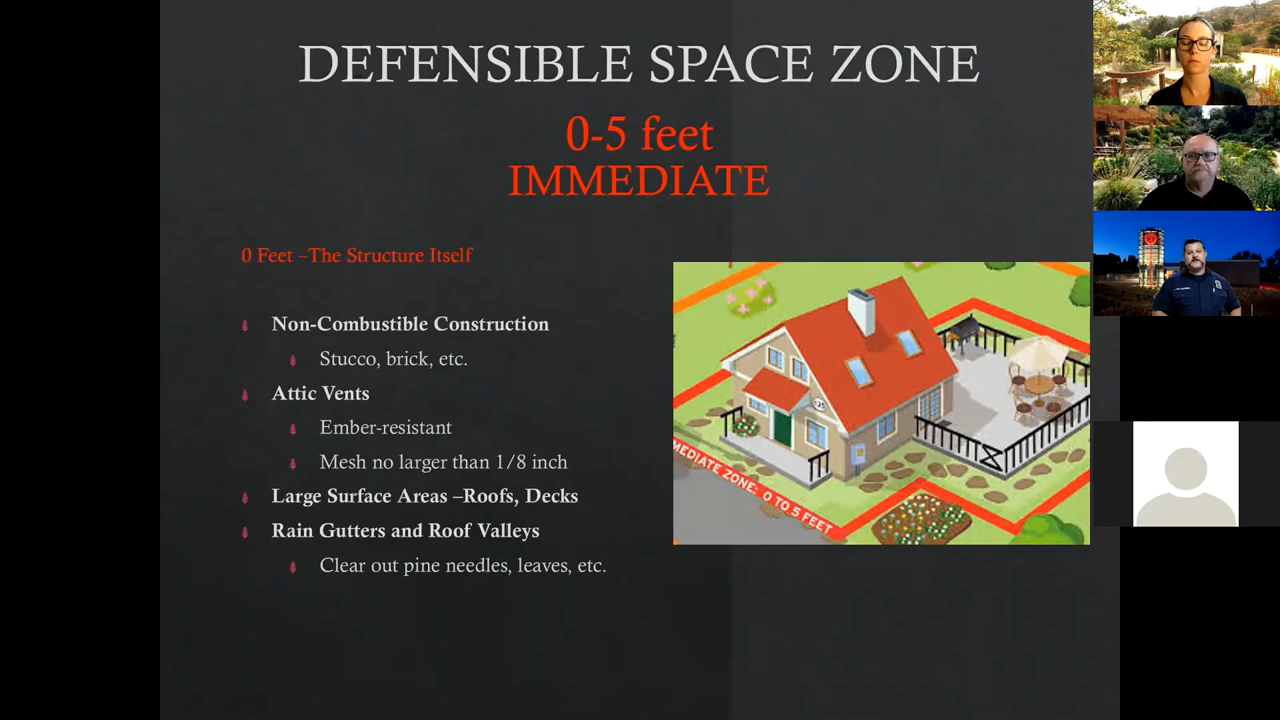 DEFENSIBLE SPACE ZONE
0-5 feet
IMMEDIATE
0 Feet –The Structure Itself
Non-Combustible Construction
Stucco, brick, etc.
Attic Vents
Ember-resistant
Mesh no larger than 1/8 inch
Large Surface Areas –Roofs, Decks
Rain Gutters and Roof Valleys
Clear out pine needles, leaves, etc.
MEDIATE ZONE: 0 TO 5 FEET